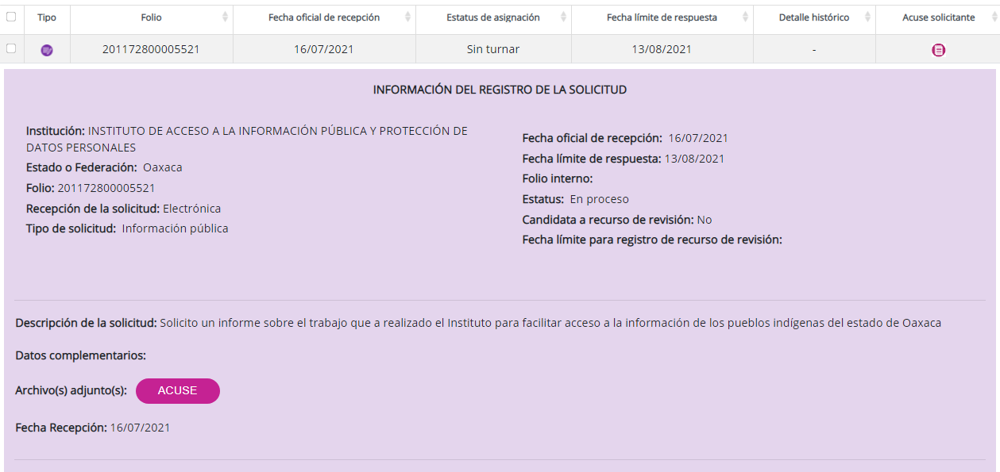 Tipo Folio Fecha oficial de recepción Estatus de asignación Fecha límite de respuesta Detalle histórico Acuse solicitante
201172800005521 16/07/2021 Sin turnar 13/08/2021 -
INFORMACIÓN DEL REGISTRO DE LA SOLICITUD
Institución: INSTITUTO DE ACCESO A LA INFORMACIÓN PÚBLICA Y PROTECCIÓN DE
DATOS PERSONALES
Estado o Federación: Oaxaca
Folio: 201172800005521
Recepción de la solicitud: Electrónica
Tipo de solicitud: Información pública
Fecha oficial de recepción: 16/07/2021
Fecha límite de respuesta: 13/08/2021
Folio interno:
Estatus: En proceso
Candidata a recurso de revisión: No
Fecha límite para registro de recurso de revisión:
Descripción de la solicitud: Solicito un informe sobre el trabajo que a realizado el Instituto para facilitar acceso a la información de los pueblos indígenas del estado de Oaxaca
Datos complementarios:
Archivo(s) adjunto(s): ACUSE
Fecha Recepción: 16/07/2021